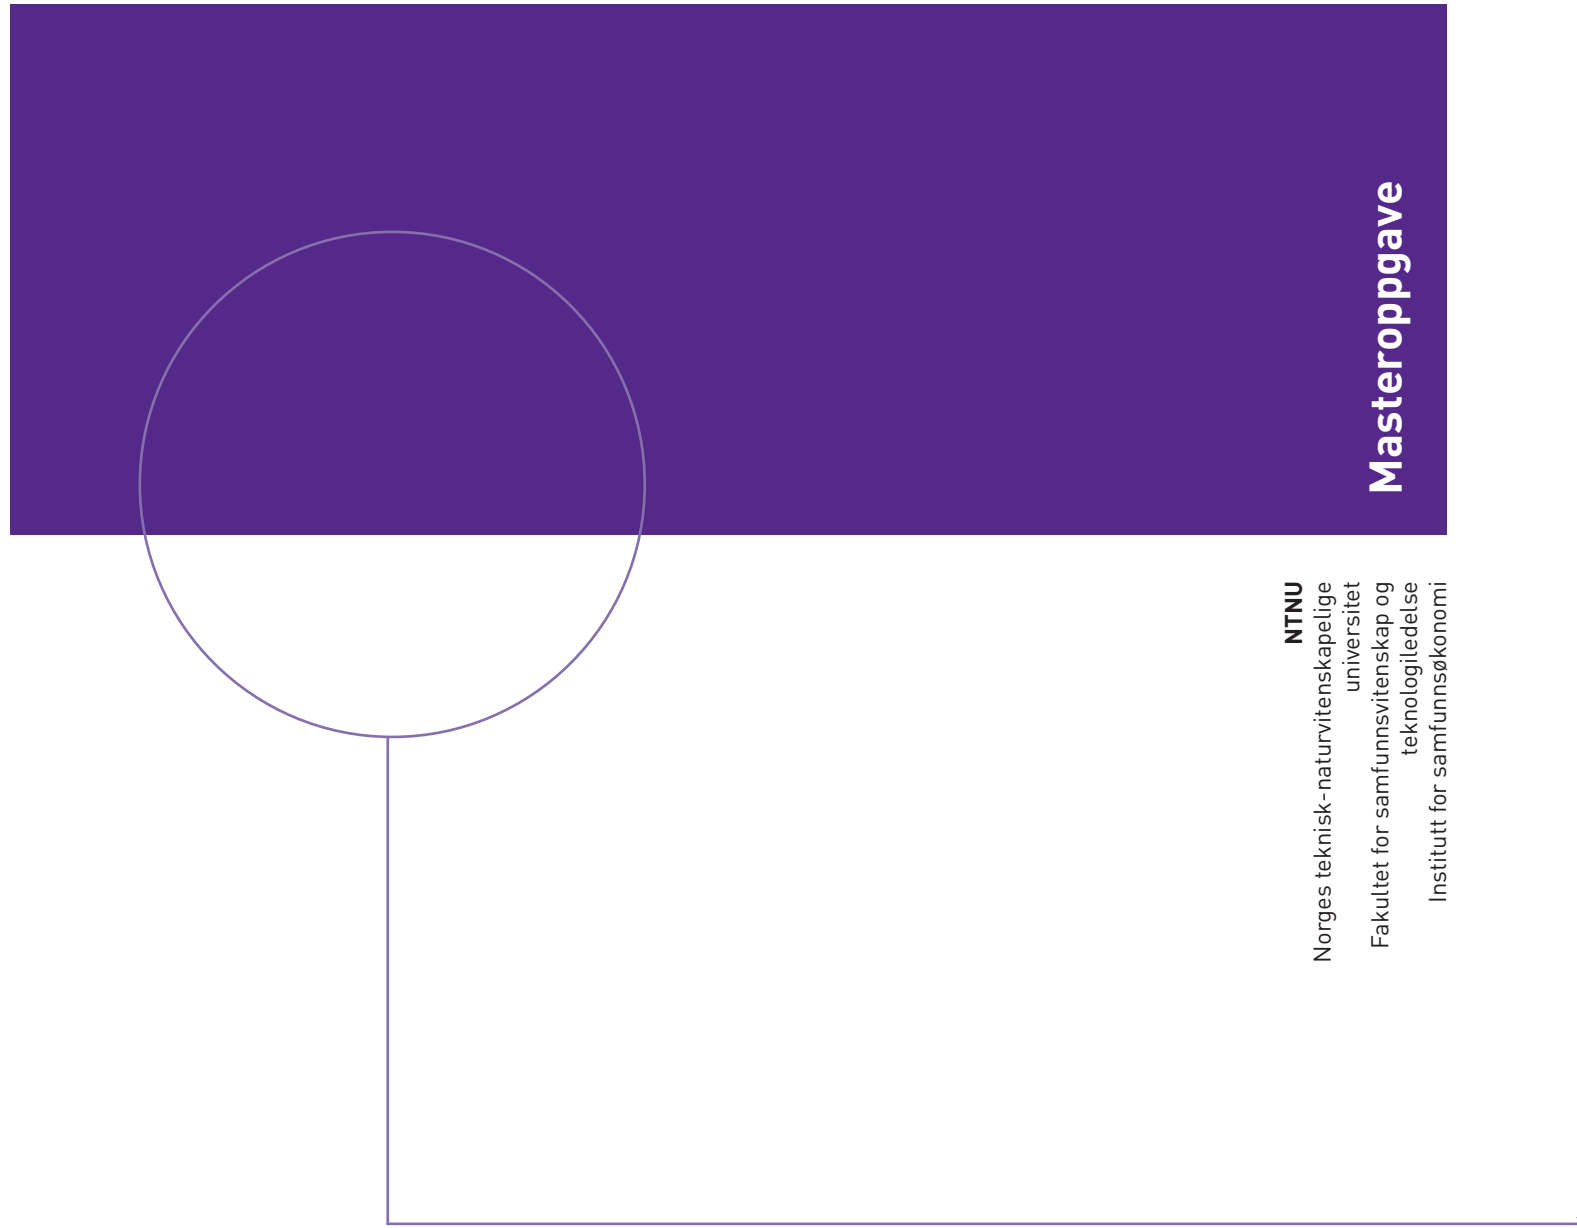 Masteroppgave
NTNU
Norges teknisk-naturvitenskapelige
universitet
Fakultet for samfunnsvitenskap og
teknologiledelse
Institutt for samfunnsøkonomi